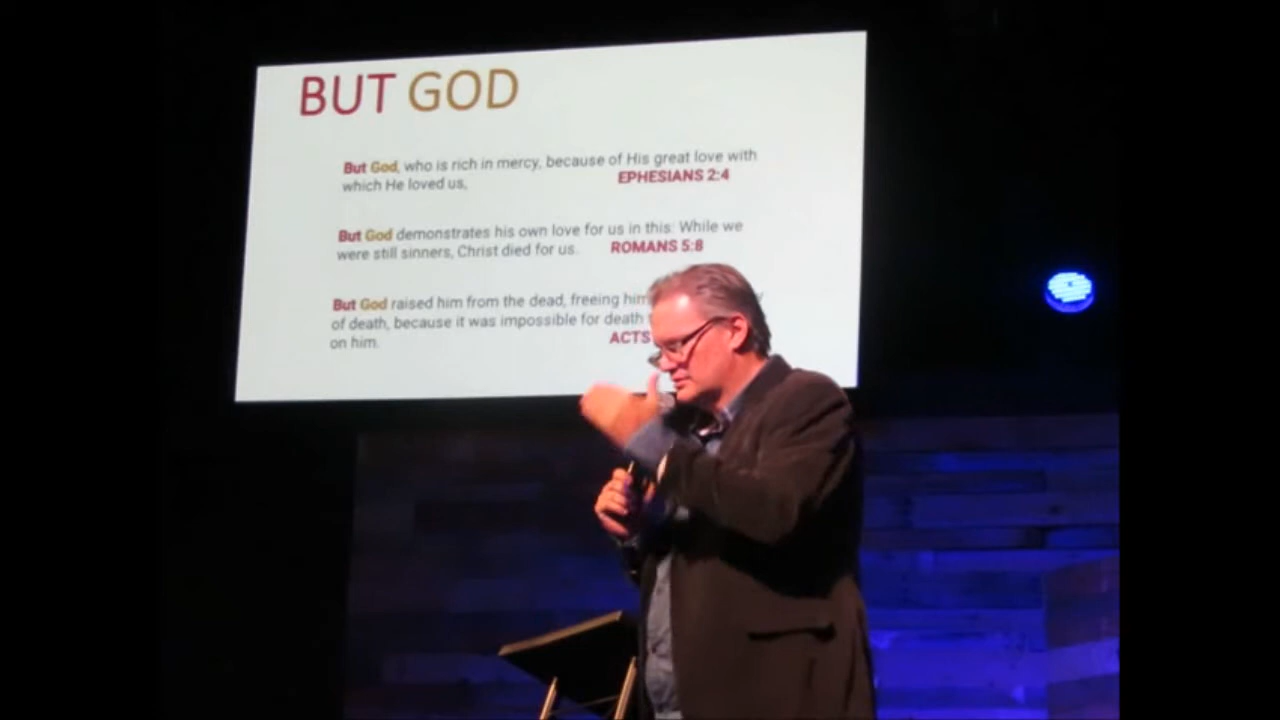 BUT GOD
But God, who is rich in mercy, because of His great love with
which He loved us, EPHESIANS 2:4
But God demonstrates his own love for us in this: While we
were still sinners, Christ died for us. ROMANS 5:8
But God raised him from the dead, freeing him
of death, because it was impossible for death
on him. ACTS